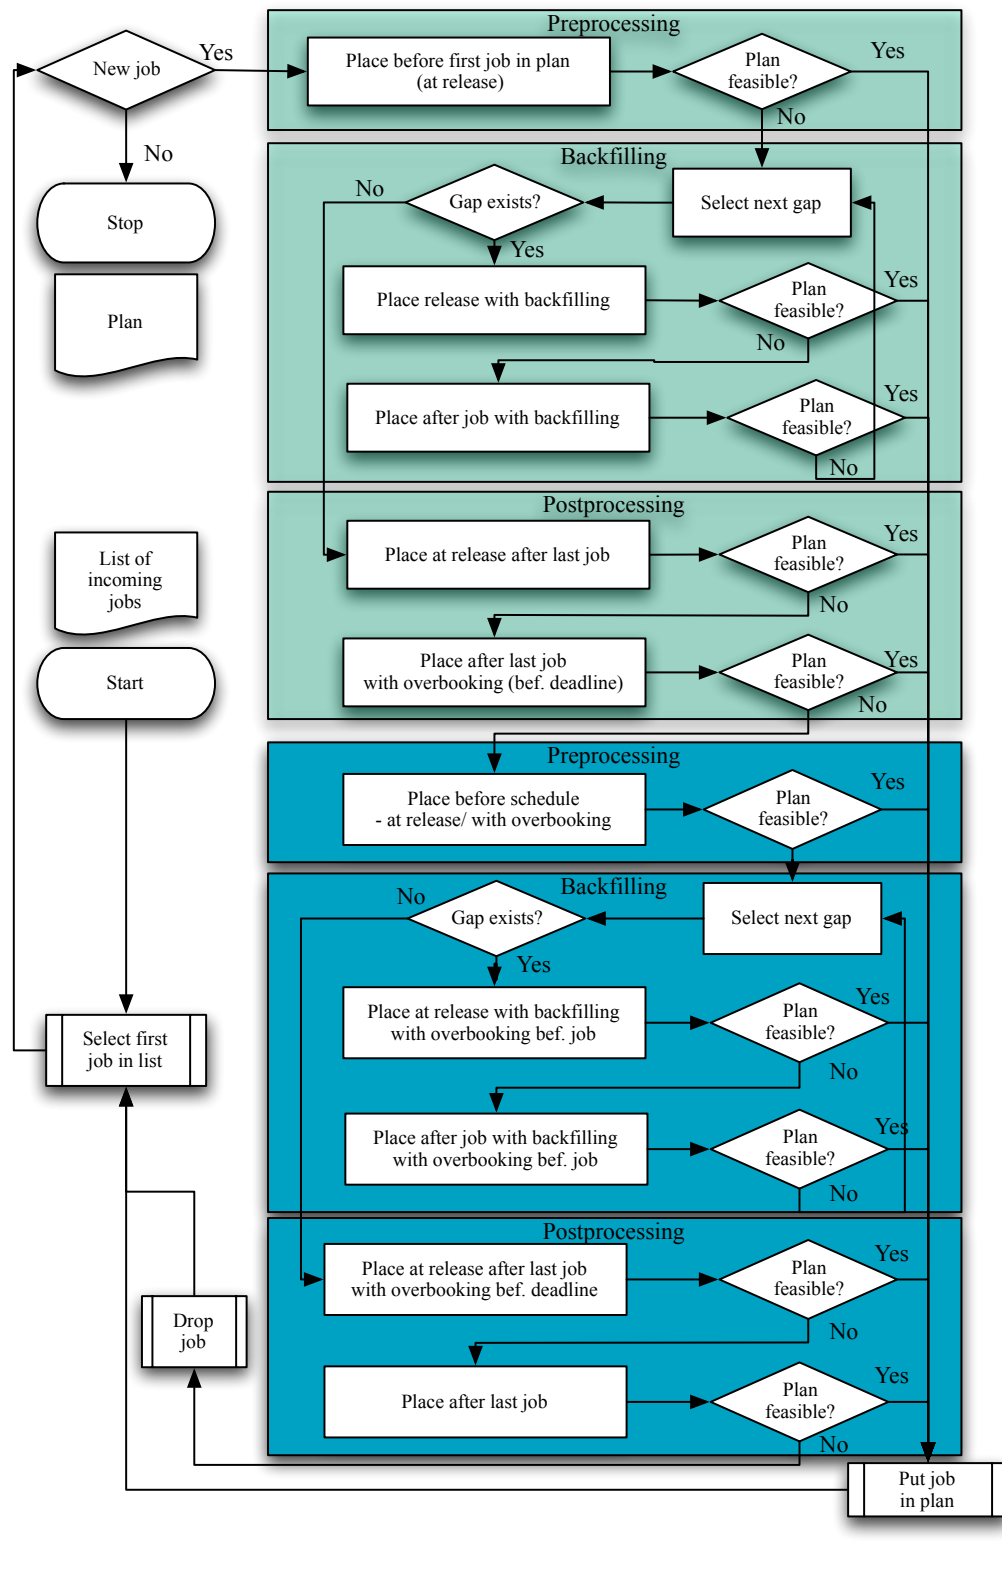 New job
Yes
No
Stop
Plan
List of
incoming
jobs
Start
Select first
job in list
Drop
job
Preprocessing
Place before first job in plan
(at release)
Plan
feasible?
Yes
No
Backfilling
No
Gap exists?
Select next gap
Yes
Place release with backfilling
Plan
feasible?
Yes
No
Place after job with backfilling
Plan
feasible?
Yes
No
Postprocessing
Place at release after last job
Plan
feasible?
Yes
No
Place after last job
with overbooking (bef. deadline)
Plan
feasible?
Yes
No
Preprocessing
Place before schedule
- at release/ with overbooking
Plan
feasible?
Yes
Backfilling
No
Gap exists?
Select next gap
Yes
Place at release with backfilling
with overbooking bef. job
Plan
feasible?
Yes
No
Place after job with backfilling
with overbooking bef. job
Plan
feasible?
Yes
No
Postprocessing
Place at release after last job
with overbooking bef. deadline
Plan
feasible?
Yes
No
Place after last job
Plan
feasible?
Yes
No
Put job
in plan